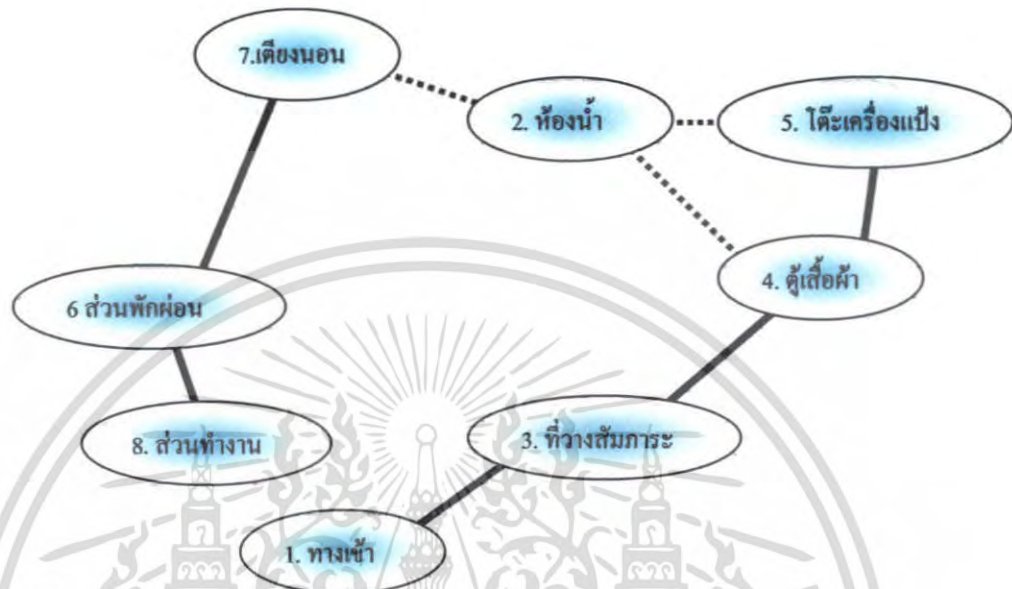 7.เตียงนอน
2. ห้องน้ำ
5. โต๊ะเครื่องแป้ง
4. ตู้เสื้อผ้า
6 ส่วนพักผ่อน
8. ส่วนทำงาน
3. ที่วางสัมภาระ
1. ทางเข้า